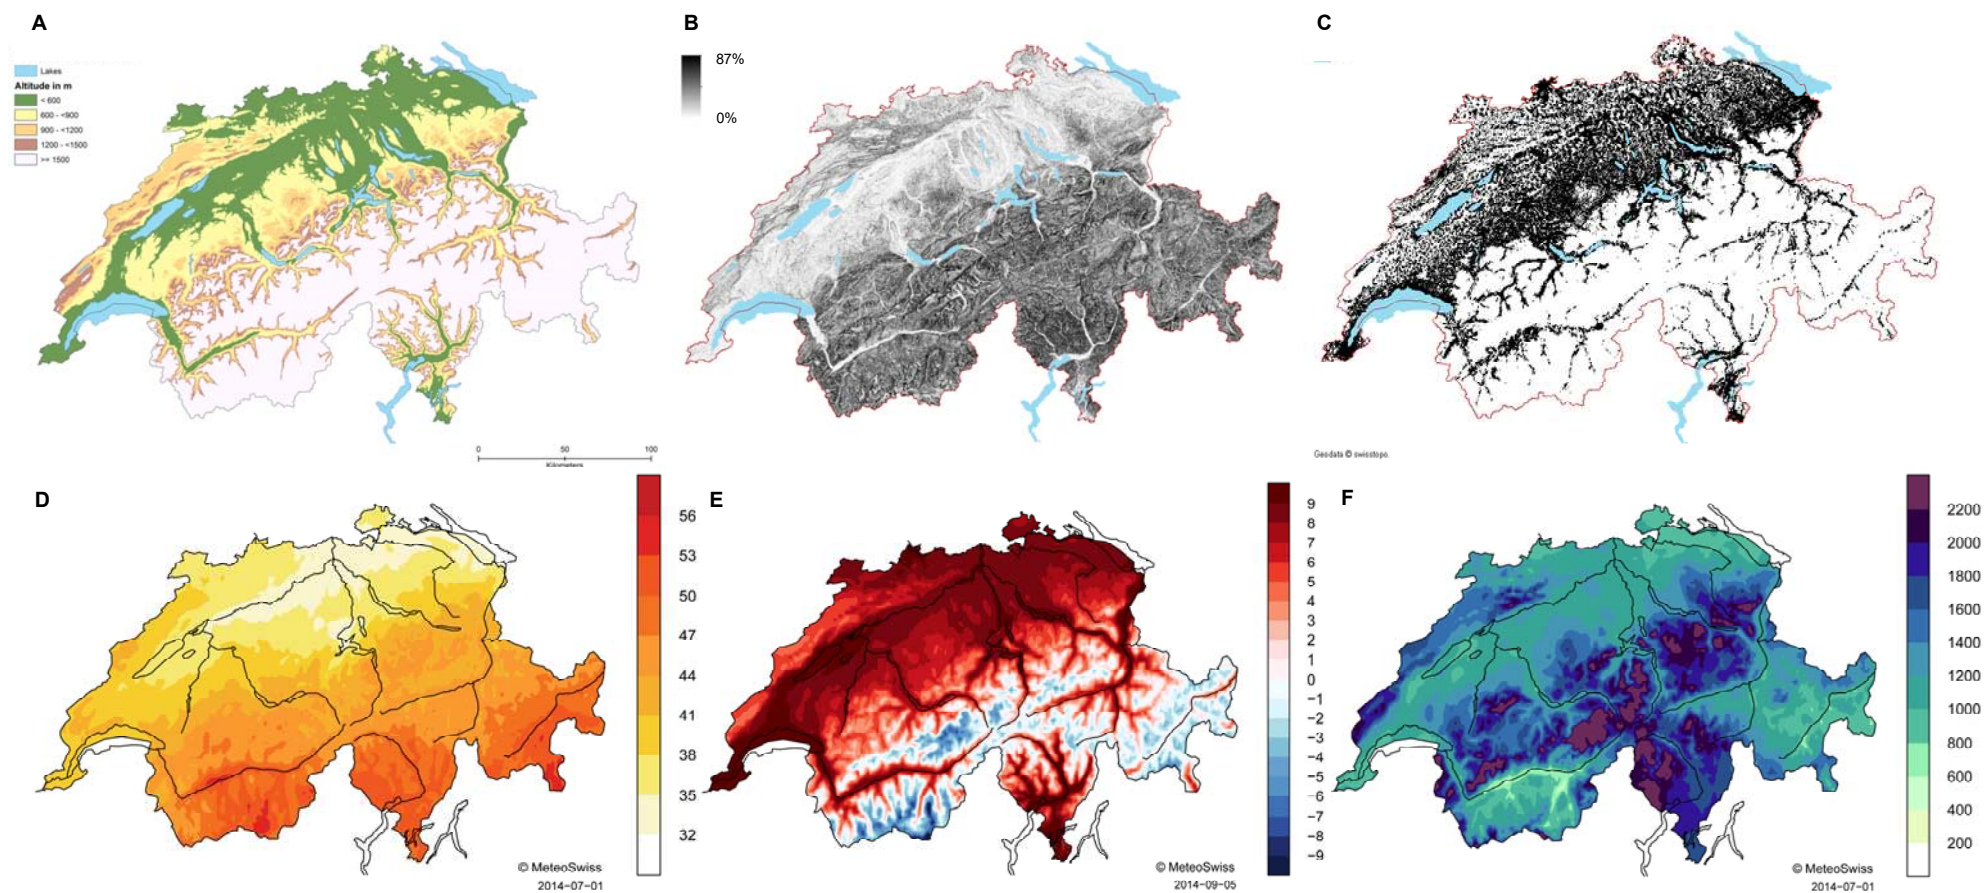 A
Lakes
Altitude in m
< 600
600 - <900
900 - <1200
1200 - <1500
>= 1500
0 50 100
Kilometers
B
87%
0%
C
Geodata © swisstopo
D
56
53
50
47
44
41
38
35
32
© MeteoSwiss
2014-07-01
E
9
8
7
6
5
4
3
2
1
0
-1
-2
-3
-4
-5
-6
-7
-8
-9
© MeteoSwiss
2014-09-05
F
2200
2000
1800
1600
1400
1200
1000
800
600
400
200
© MeteoSwiss
2014-07-01